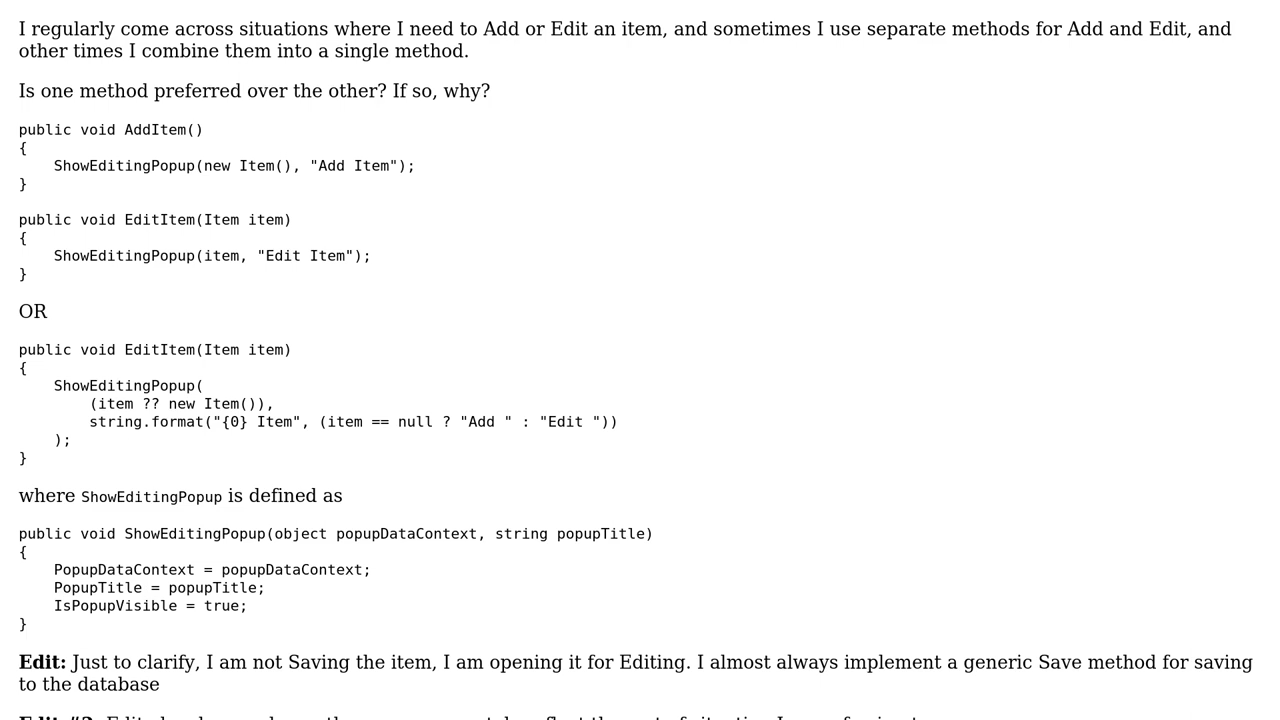 I regularly come across situations where I need to Add or Edit an item, and sometimes I use separate methods for Add and Edit, and
other times I combine them into a single method.
Is one method preferred over the other? If so, why?
public void AddItem()
{
    ShowEditingPopup(new Item(), "Add Item");
}
public void EditItem(Item item)
{
    ShowEditingPopup(item, "Edit Item");
}
OR
public void EditItem(Item item)
{
    ShowEditingPopup(
        (item ?? new Item()),
        string.format("{0} Item", (item == null ? "Add " : "Edit "))
    );
}
where ShowEditingPopup is defined as
public void ShowEditingPopup(object popupDataContext, string popupTitle)
{
    PopupDataContext = popupDataContext;
    PopupTitle = popupTitle;
    IsPopupVisible = true;
}
Edit: Just to clarify, I am not Saving the item, I am opening it for Editing. I almost always implement a generic Save method for saving
to the database